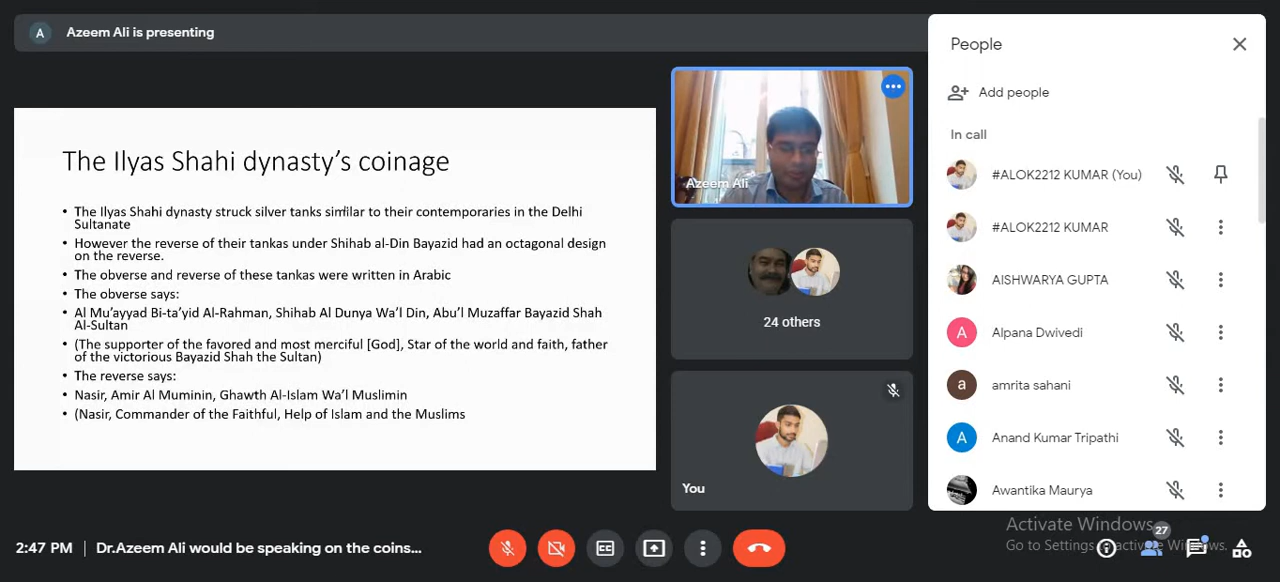 A Azeem Ali is presenting
The Ilyas Shahi dynasty's coinage
• The Ilyas Shahi dynasty struck silver tanks similar to their contemporaries in the Delhi
Sultanate
• However the reverse of their tankas under Shihab al-Din Bayazid had an octagonal design
on the reverse.
• The obverse and reverse of these tankas were written in Arabic
• The obverse says:
• Al Mu'ayyad Bi-ta'yid Al-Rahman, Shihab Al Dunya Wa'l Din, Abu'l Muzaffar Bayazid Shah
Al-Sultan
• (The supporter of the favored and most merciful [God], Star of the world and faith, father
of the victorious Bayazid Shah the Sultan)
• The reverse says:
• Nasir, Amir Al Muminin, Ghawth Al-Islam Wa'l Muslimin
• (Nasir, Commander of the Faithful, Help of Islam and the Muslims
Azeem Ali
24 others
You
People
Add people
In call
#ALOK2212 KUMAR (You)
#ALOK2212 KUMAR
AISHWARYA GUPTA
A Alpana Dwivedi
a amrita sahani
A Anand Kumar Tripathi
Awantika Maurya
Activate Windows
Go to Settings to activate Windows.
27
2:47 PM | Dr.Azeem Ali would be speaking on the coins...
CC